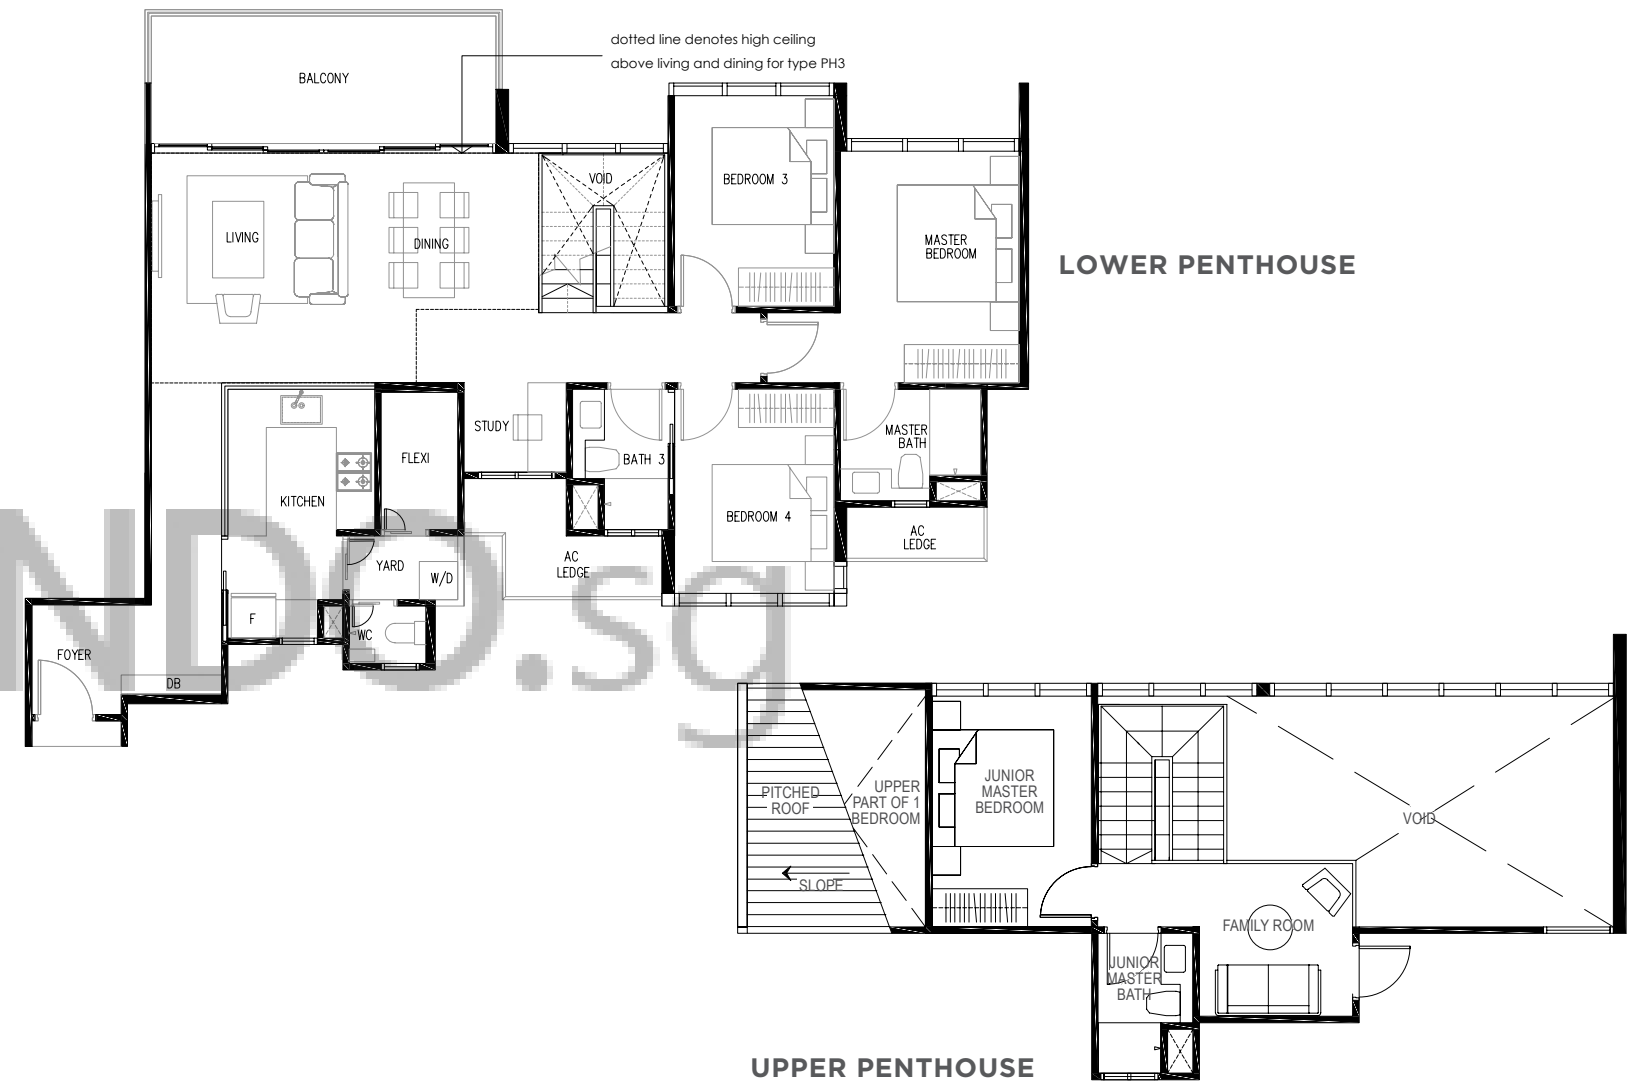 dotted line denotes high ceiling
above living and dining for type PH3
BALCONY
VOID
BEDROOM 3
LIVING
DINING
MASTER
BEDROOM
LOWER PENTHOUSE
STUDY
MASTER
BATH
FLEXI
BATH 3
KITCHEN
BEDROOM 4
AC
LEDGE
YARD
AC
LEDGE
W/D
F
WC
FOYER
DB
NDO.sg
PITCHED
ROOF
UPPER
PART OF 1
BEDROOM
JUNIOR
MASTER
BEDROOM
VOID
SLOPE
FAMILY ROOM
JUNIOR
MASTER
BATH
UPPER PENTHOUSE